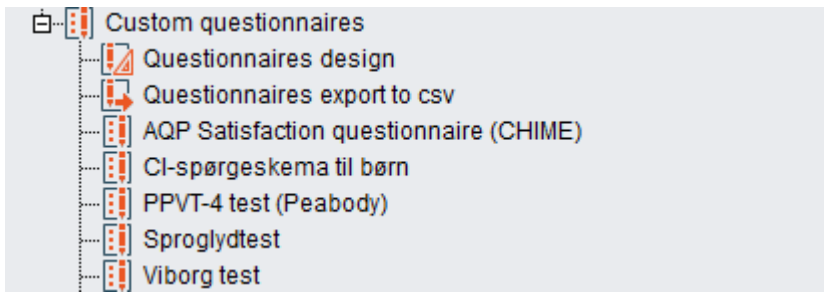 Custom questionnaires
Questionnaires design
Questionnaires export to csv
AQP Satisfaction questionnaire (CHIME)
CI-spørgeskema til børn
PPVT-4 test (Peabody)
Sproglydtest
Viborg test